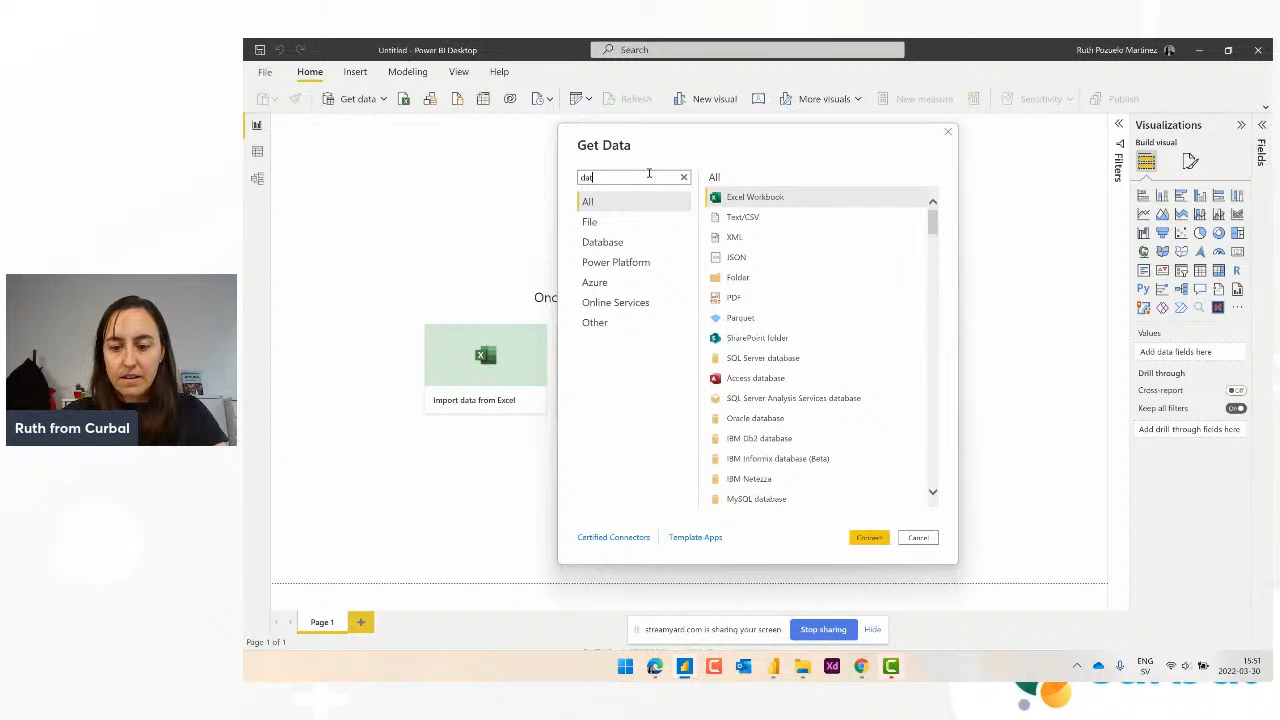 Untitled - Power BI Desktop
Search
Ruth Pozuelo Martinez
File
Home
Insert
Modeling
View
Help
Get data
Refresh
New visual
More visuals
New measure
Sensitivity
Publish
Get Data
dat
All
File
Database
Power Platform
Azure
Online Services
Other
All
Excel Workbook
Text/CSV
XML
JSON
Folder
PDF
Parquet
SharePoint folder
SQL Server database
Access database
SQL Server Analysis Services database
Oracle database
IBM Db2 database
IBM Informix database (Beta)
IBM Netezza
MySQL database
Certified Connectors
Template Apps
Connect
Cancel
Onc
Import data from Excel
Filters
Visualizations
Build visual
R
Py
Values
Add data fields here
Drill through
Cross-report
Off
Keep all filters
On
Add drill through fields here
Fields
Ruth from Curbal
Page 1
Page 1 of 1
streamyard.com is sharing your screen.
Stop sharing
Hide
Xd
ENG
SV
15:51
2022-03-30